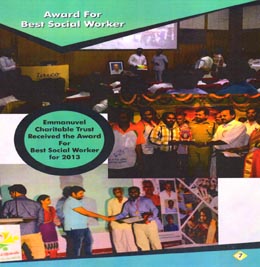 Award For
Best Social Worker
Emmanuvel
Charitable Trust
Received the Award
For
Best Social Worker
for 2013
7